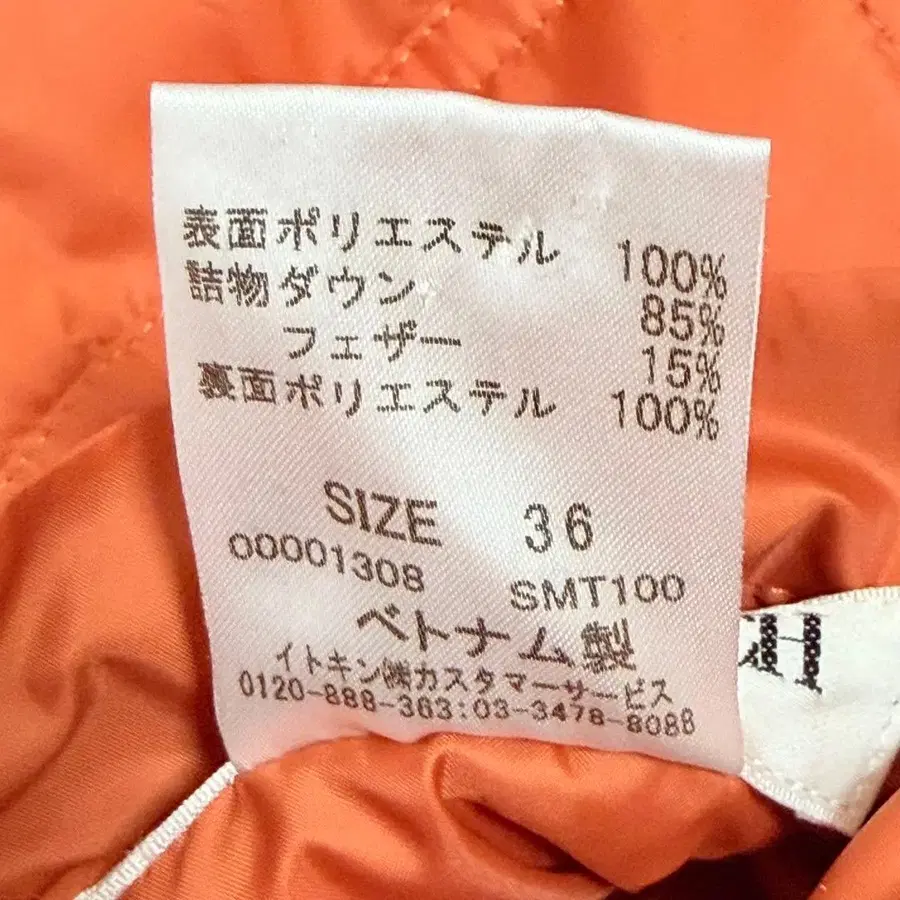 表面ポリエステル 100%
詰物ダウン 85%
フェザー 15%
裏面ポリエステル 100%
SIZE 36
00001308 SMT100
ベトナム製
イトキン㈱カスタマーサービス
0120-888-363:03-3478-8088